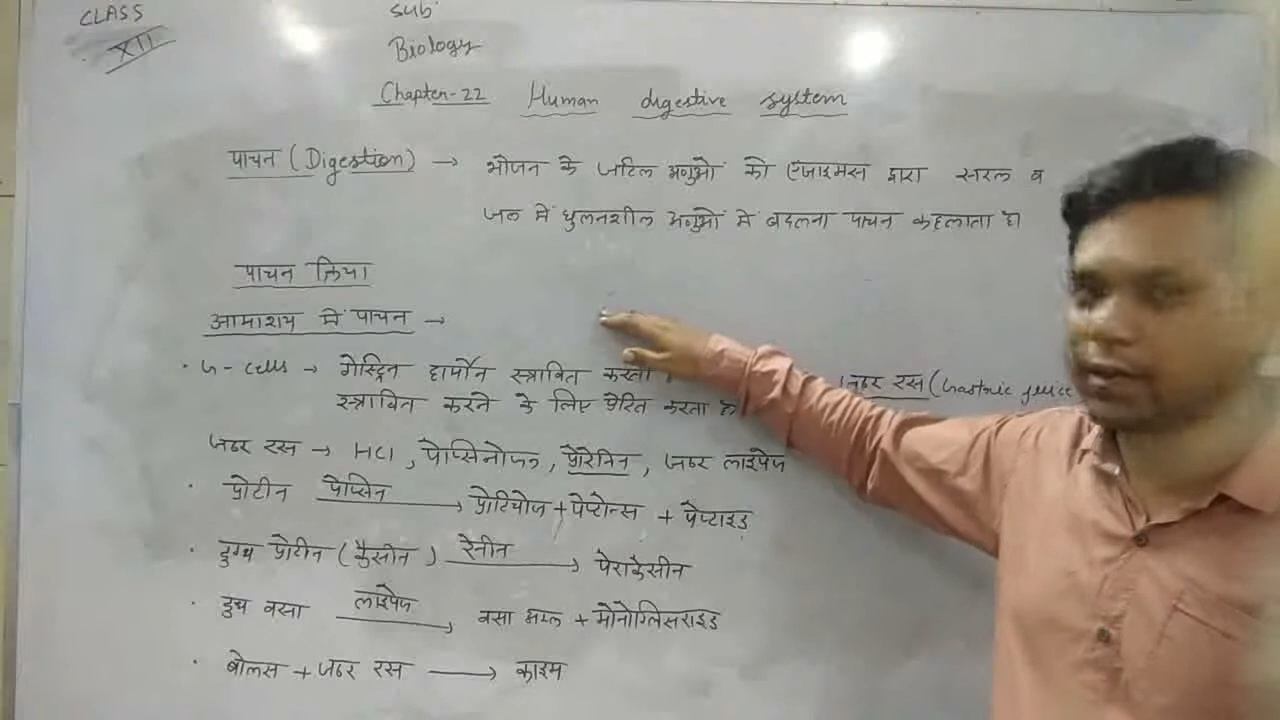 CLASS
XII
Sub
Biology
Chapter-22 Human digestive system
पाचन (Digestion) → भोजन के जटिल अणुओं को एंजाइमस द्वारा सरल व
जल में घुलनशील अणुओं में बदलना पाचन कहलाता है।
पाचन क्रिया
आमाशय में पाचन →
• G-cells → गेस्ट्रिन हार्मोन स्त्रावित करता जठर रस (Gastric juice
स्त्रावित करने के लिए प्रेरित करता है
जठर रस → HCl, पेप्सिनोजन, प्रोरेनिन, जठर लाइपेज
• प्रोटीन पेप्सिन → प्रोटियोज + पेप्टोन्स + पेप्टाइड
• दुग्ध प्रोटीन (कैसीन) रेनीन → पेराकैसीन
• दुग्ध वसा लाइपेज → वसा अम्ल + मोनोग्लिसराइड
• बोलस + जठर रस → काइम